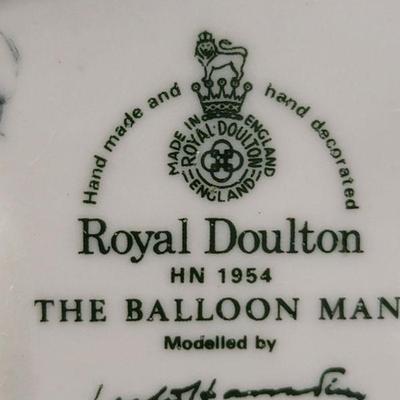 Hand made and hand decorated
MADE IN ENGLAND
ROYAL·DOULTON
ENGLAND
Royal Doulton
HN 1954
THE BALLOON MAN
Modelled by